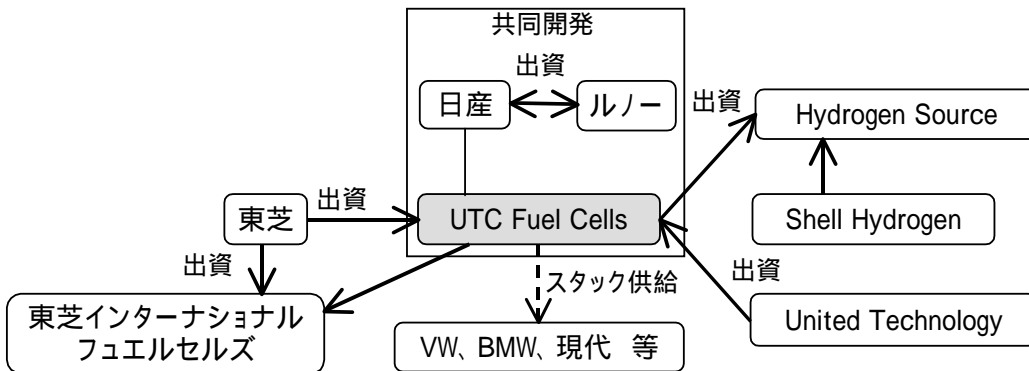 共同開発
出資
日産
ルノー
出資
Hydrogen Source
東芝
出資
UTC Fuel Cells
Shell Hydrogen
出資
出資
スタック供給
東芝インターナショナル
フュエルセルズ
VW、BMW、現代 等
United Technology